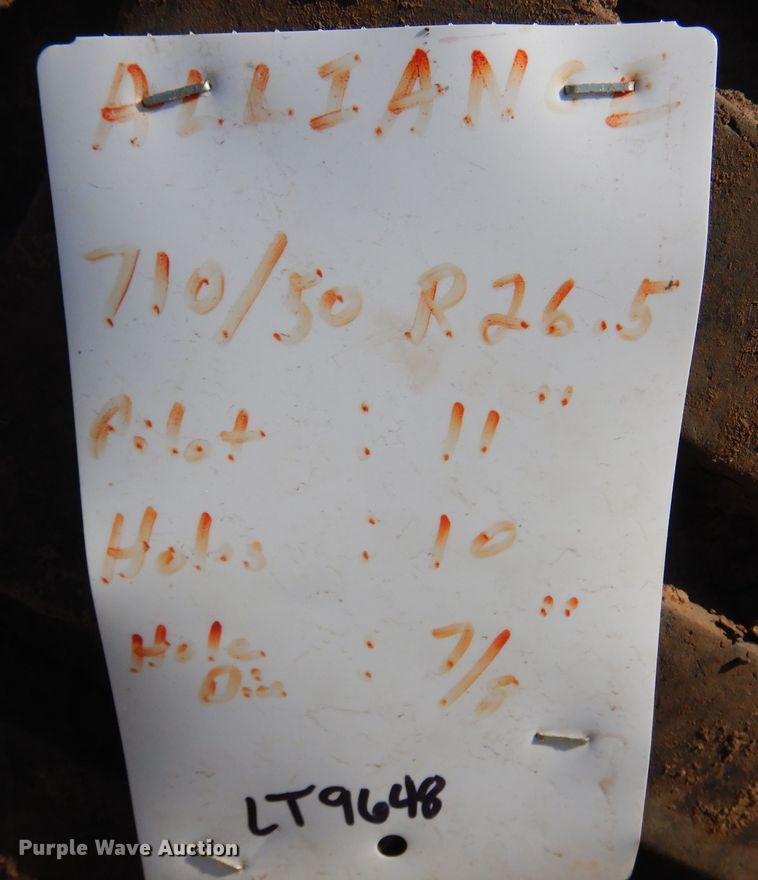 ALLIANCE
710/50 R26.5
Pilot : 11"
Holes : 10
Hole Dia : 7/8"
LT9648
Purple Wave Auction